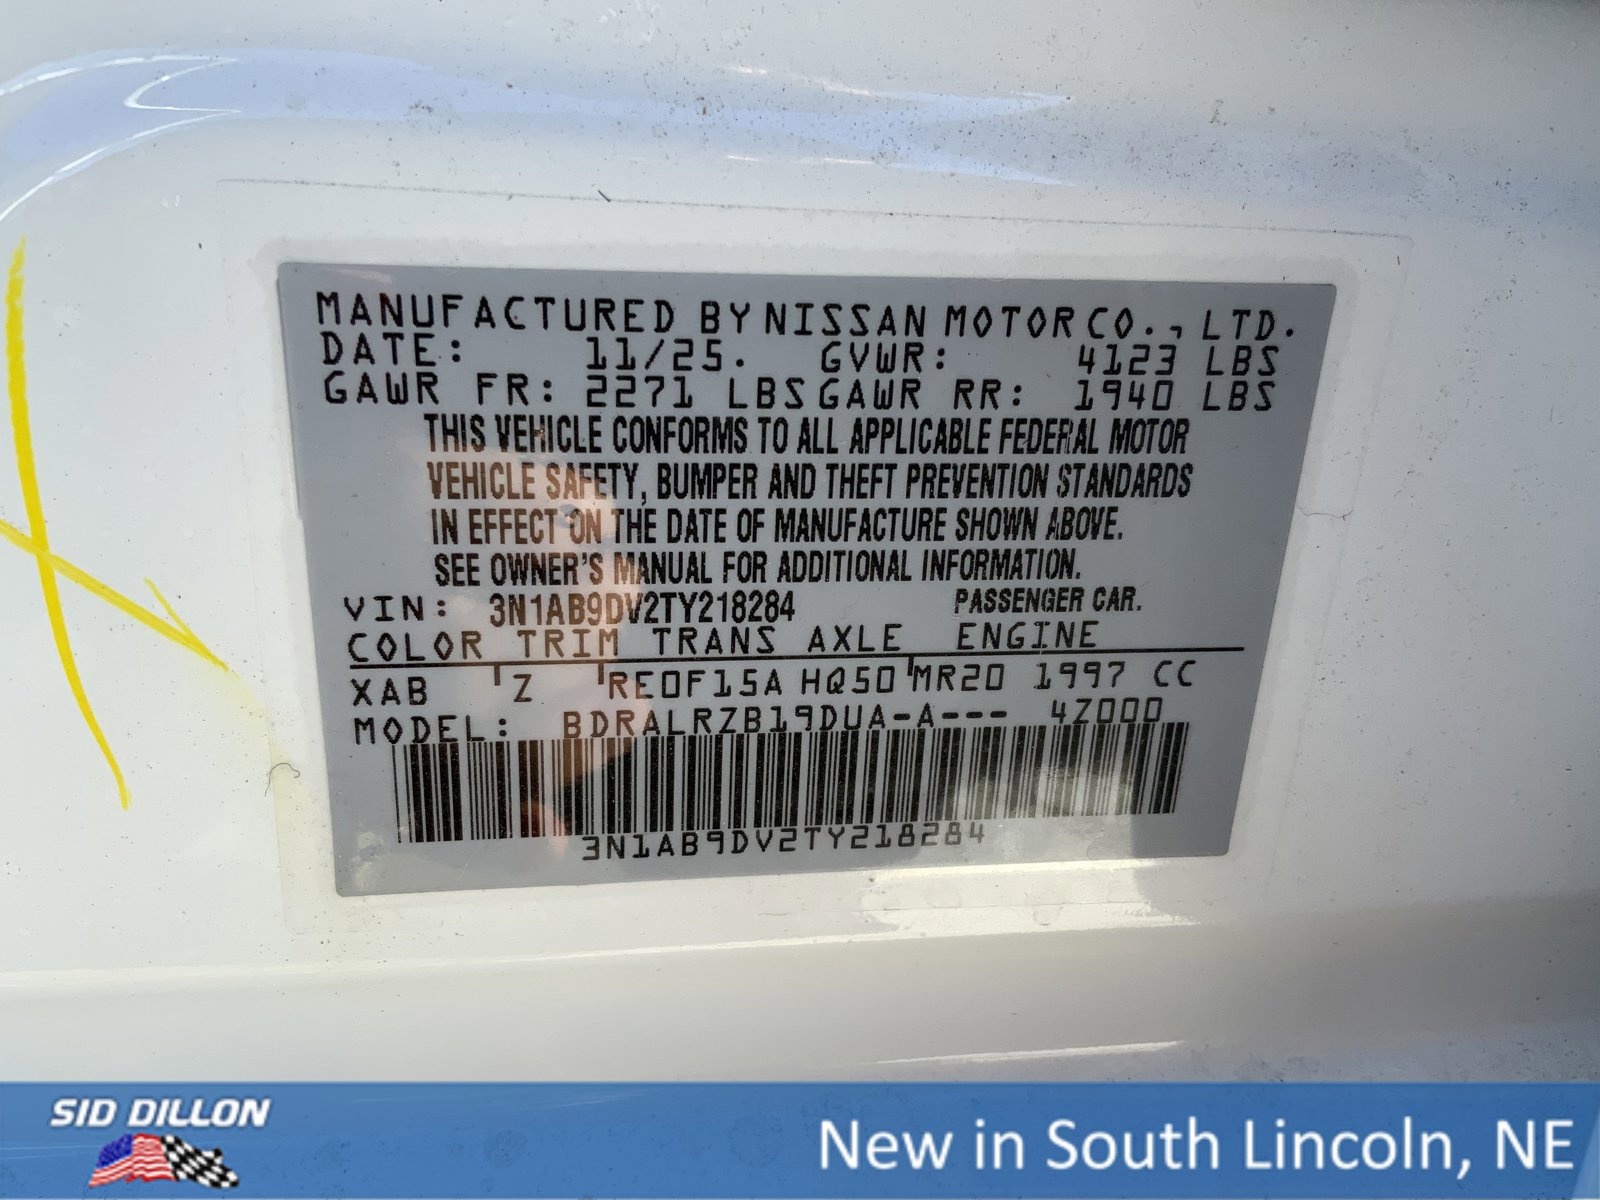 MANUFACTURED BY NISSAN MOTOR CO., LTD.
DATE: 11/25. GVWR: 4123 LBS
GAWR FR: 2271 LBS GAWR RR: 1940 LBS
THIS VEHICLE CONFORMS TO ALL APPLICABLE FEDERAL MOTOR
VEHICLE SAFETY, BUMPER AND THEFT PREVENTION STANDARDS
IN EFFECT ON THE DATE OF MANUFACTURE SHOWN ABOVE.
SEE OWNER'S MANUAL FOR ADDITIONAL INFORMATION.
VIN: 3N1AB9DV2TY218284 PASSENGER CAR.
COLOR TRIM TRANS AXLE ENGINE
XAB Z RE0F15A HQ50 MR20 1997 CC
MODEL: BDRALRZB19DUA-A--- 4Z000
3N1AB9DV2TY218284
SID DILLON
New in South Lincoln, NE